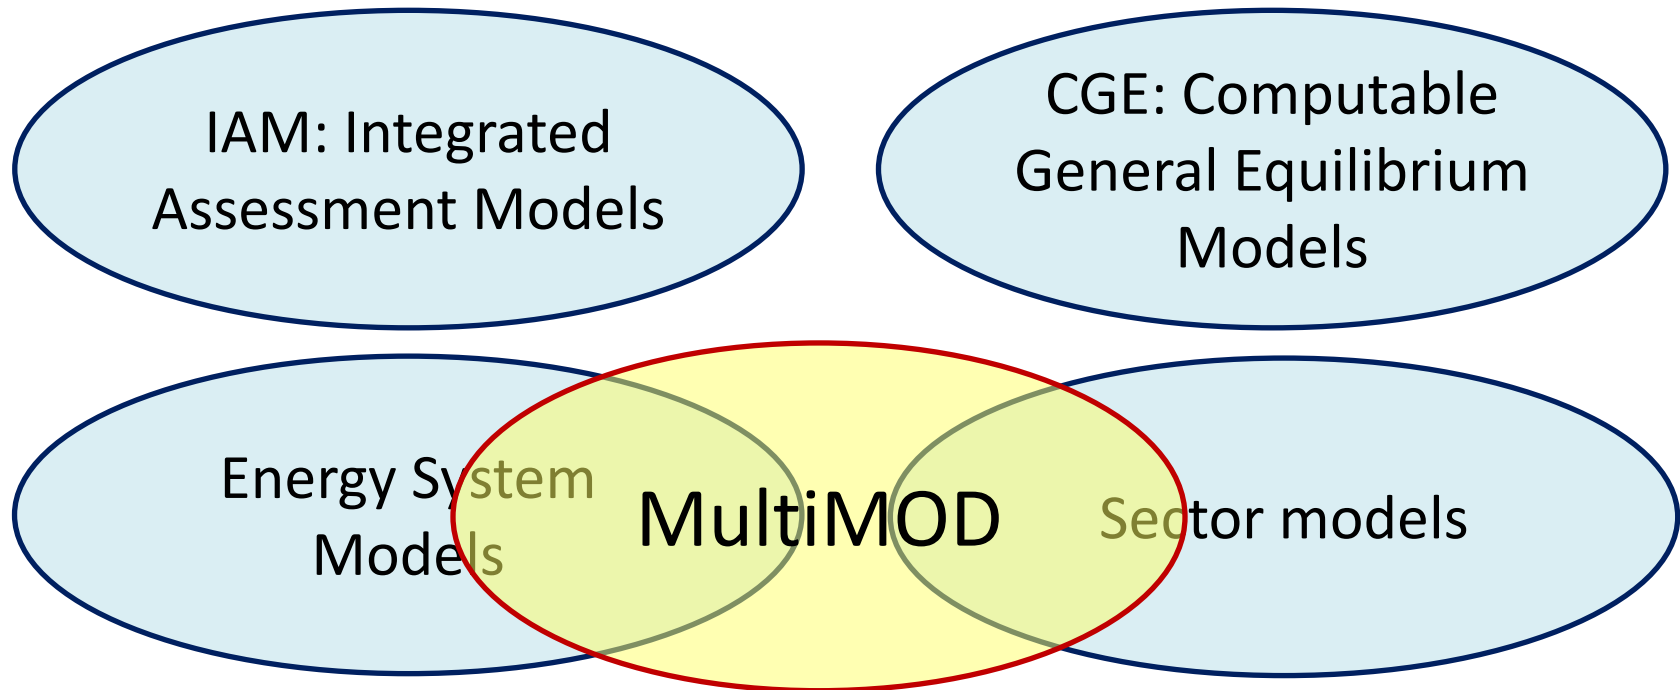 IAM: Integrated
Assessment Models
CGE: Computable
General Equilibrium
Models
Energy System
Models
MultiMOD
Sector models